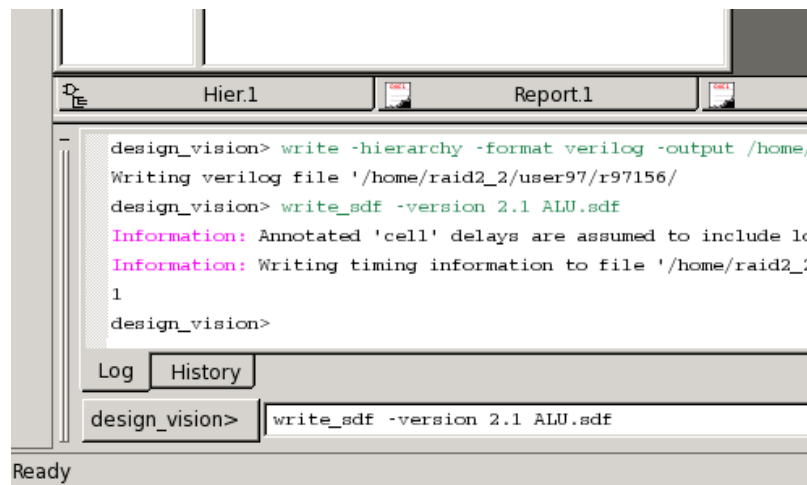 Hier.1 Report.1
design_vision> write -hierarchy -format verilog -output /home/
Writing verilog file '/home/raid2_2/user97/r97156/
design_vision> write_sdf -version 2.1 ALU.sdf
Information: Annotated 'cell' delays are assumed to include
Information: Writing timing information to file '/home/raid2_
1
design_vision>
Log History
design_vision> write_sdf -version 2.1 ALU.sdf
Ready